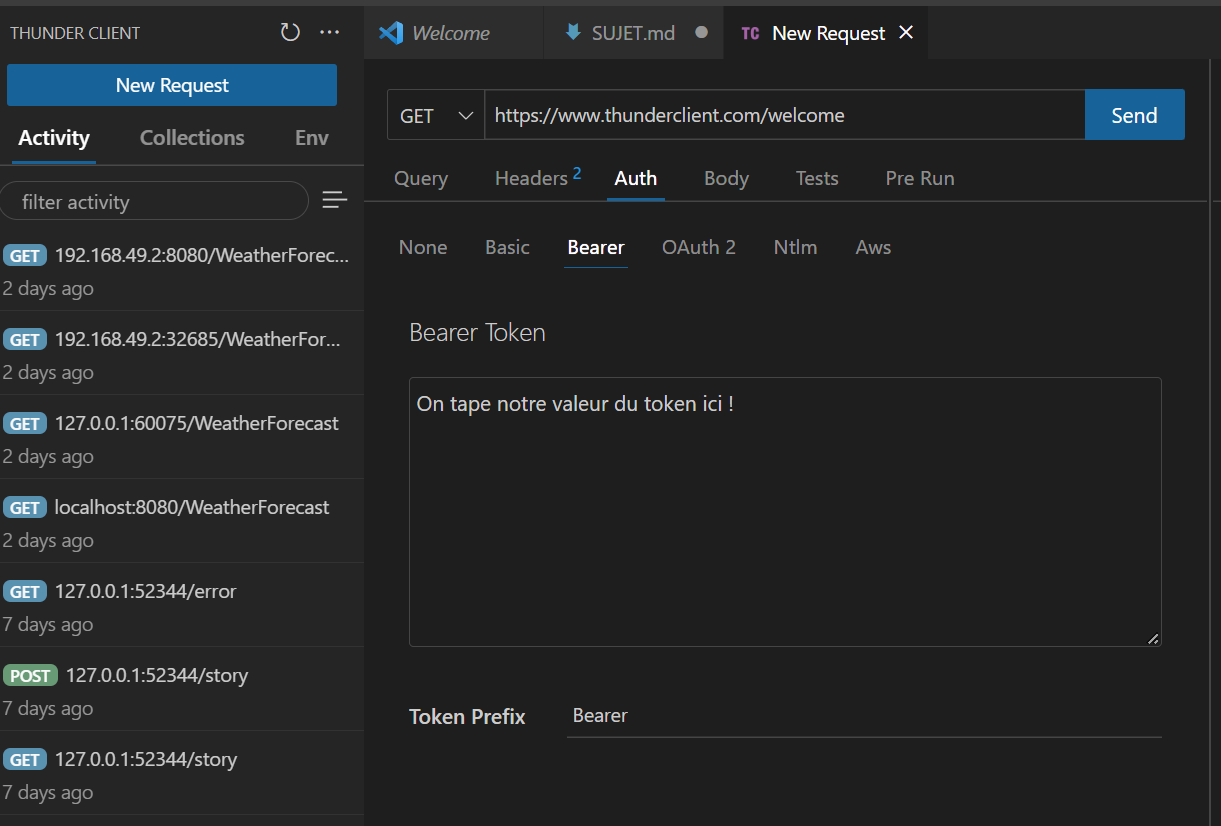 THUNDER CLIENT
New Request
Activity Collections Env
filter activity
GET 192.168.49.2:8080/WeatherForec...
2 days ago
GET 192.168.49.2:32685/WeatherFor...
2 days ago
GET 127.0.0.1:60075/WeatherForecast
2 days ago
GET localhost:8080/WeatherForecast
2 days ago
GET 127.0.0.1:52344/error
7 days ago
POST 127.0.0.1:52344/story
7 days ago
GET 127.0.0.1:52344/story
7 days ago
Welcome SUJET.md TC New Request
GET https://www.thunderclient.com/welcome Send
Query Headers 2 Auth Body Tests Pre Run
None Basic Bearer OAuth 2 Ntlm Aws
Bearer Token
On tape notre valeur du token ici !
Token Prefix Bearer